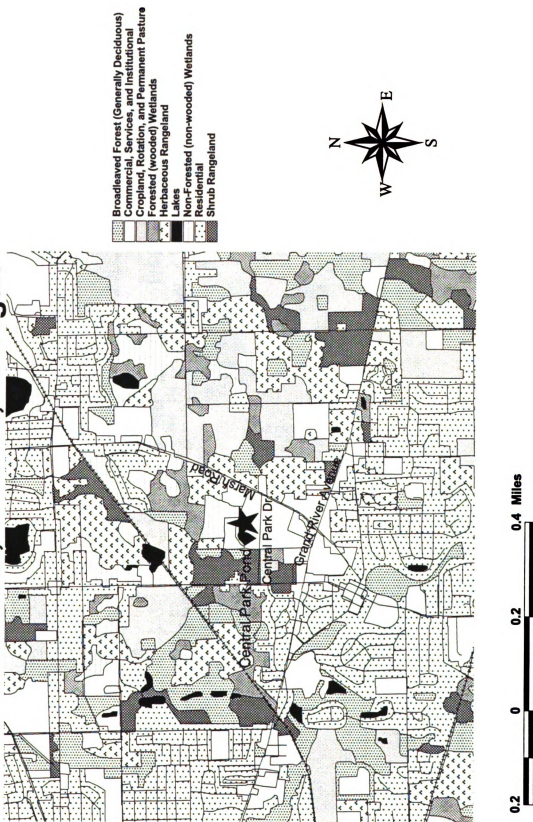 Broadleaved Forest (Generally Deciduous)
Commercial, Services, and Institutional
Cropland, Rotation, and Permanent Pasture
Forested (wooded) Wetlands
Herbaceous Rangeland
Lakes
Non-Forested (non-wooded) Wetlands
Residential
Shrub Rangeland
N
W
E
S
Marsh Road
Central Park Pond
Central Park Dr.
Grand River Avenue
0.2
0
0.2
0.4 Miles